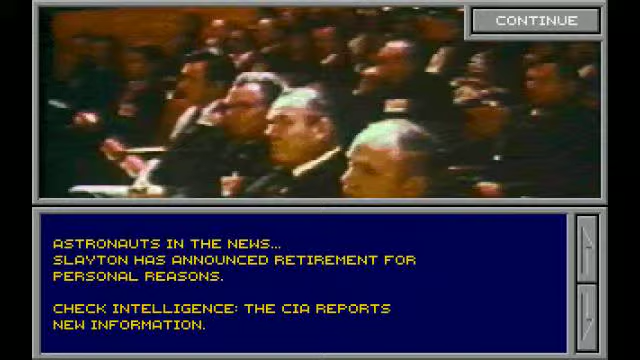 CONTINUE
ASTRONAUTS IN THE NEWS...
SLAYTON HAS ANNOUNCED RETIREMENT FOR
PERSONAL REASONS.
CHECK INTELLIGENCE: THE CIA REPORTS
NEW INFORMATION.